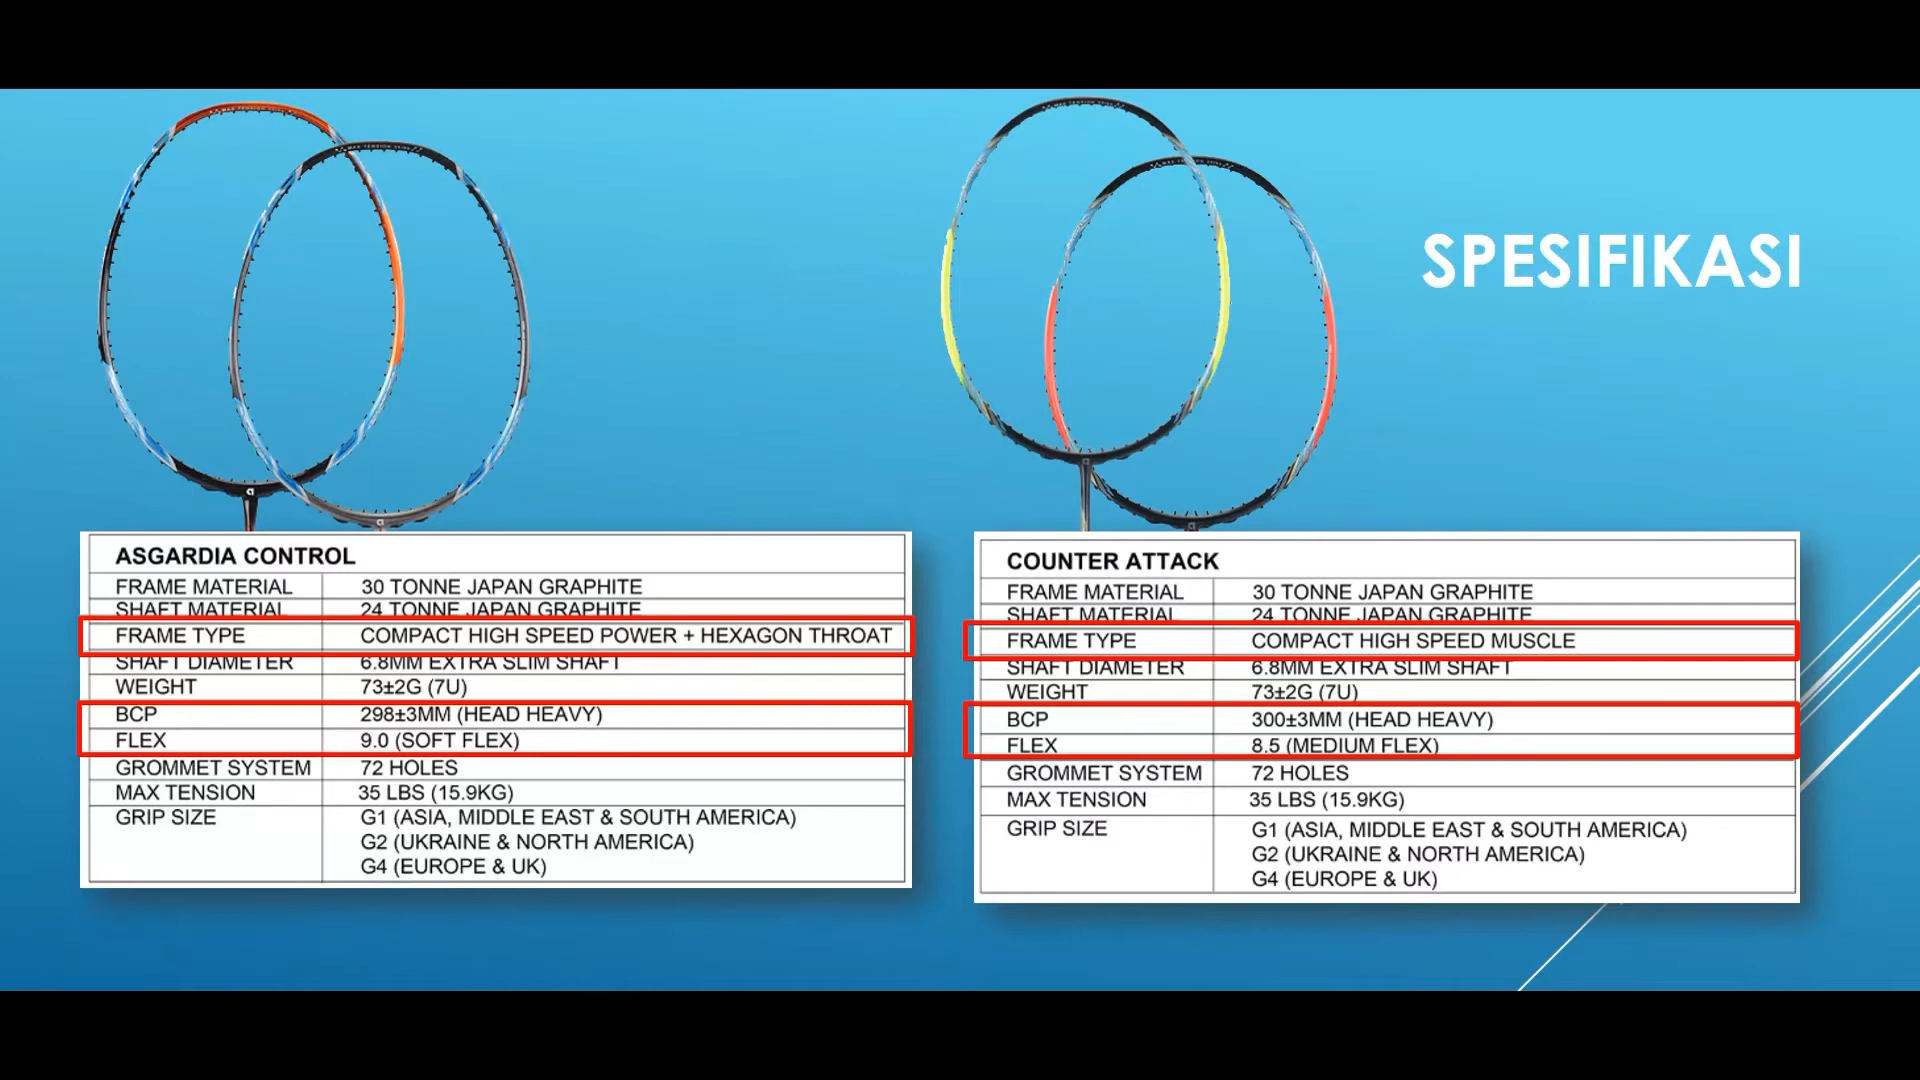 SPESIFIKASI
ASGARDIA CONTROL
FRAME MATERIAL 30 TONNE JAPAN GRAPHITE
SHAFT MATERIAL 24 TONNE JAPAN GRAPHITE
FRAME TYPE COMPACT HIGH SPEED POWER + HEXAGON THROAT
SHAFT DIAMETER 6.8MM EXTRA SLIM SHAFT
WEIGHT 73±2G (7U)
BCP 298±3MM (HEAD HEAVY)
FLEX 9.0 (SOFT FLEX)
GROMMET SYSTEM 72 HOLES
MAX TENSION 35 LBS (15.9KG)
GRIP SIZE G1 (ASIA, MIDDLE EAST & SOUTH AMERICA)
G2 (UKRAINE & NORTH AMERICA)
G4 (EUROPE & UK)
COUNTER ATTACK
FRAME MATERIAL 30 TONNE JAPAN GRAPHITE
SHAFT MATERIAL 24 TONNE JAPAN GRAPHITE
FRAME TYPE COMPACT HIGH SPEED MUSCLE
SHAFT DIAMETER 6.8MM EXTRA SLIM SHAFT
WEIGHT 73±2G (7U)
BCP 300±3MM (HEAD HEAVY)
FLEX 8.5 (MEDIUM FLEX)
GROMMET SYSTEM 72 HOLES
MAX TENSION 35 LBS (15.9KG)
GRIP SIZE G1 (ASIA, MIDDLE EAST & SOUTH AMERICA)
G2 (UKRAINE & NORTH AMERICA)
G4 (EUROPE & UK)